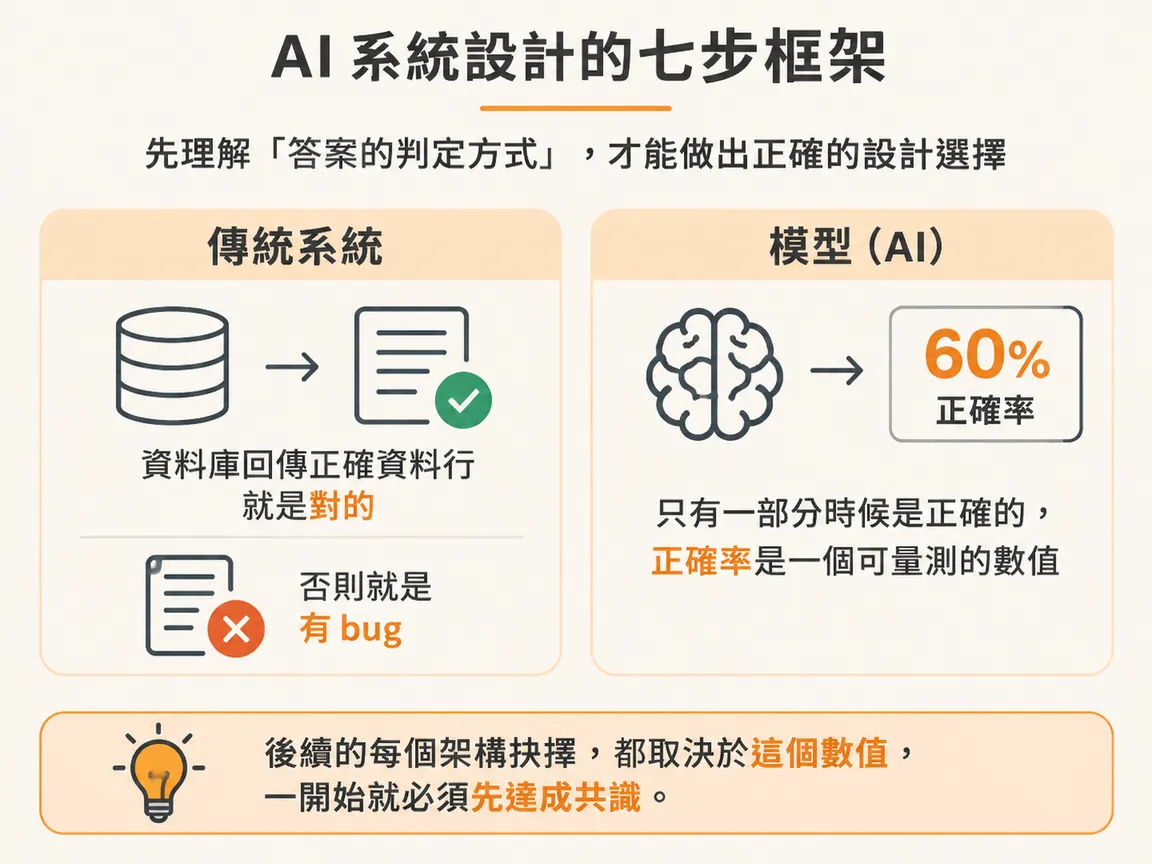 AI 系統設計的七步框架
先理解「答案的判定方式」，才能做出正確的設計選擇
傳統系統
資料庫回傳正確資料行
就是對的
否則就是
有 bug
模型（AI）
60%
正確率
只有一部分時候是正確的，
正確率是一個可量測的數值
後續的每個架構抉擇，都取決於這個數值，
一開始就必須先達成共識。